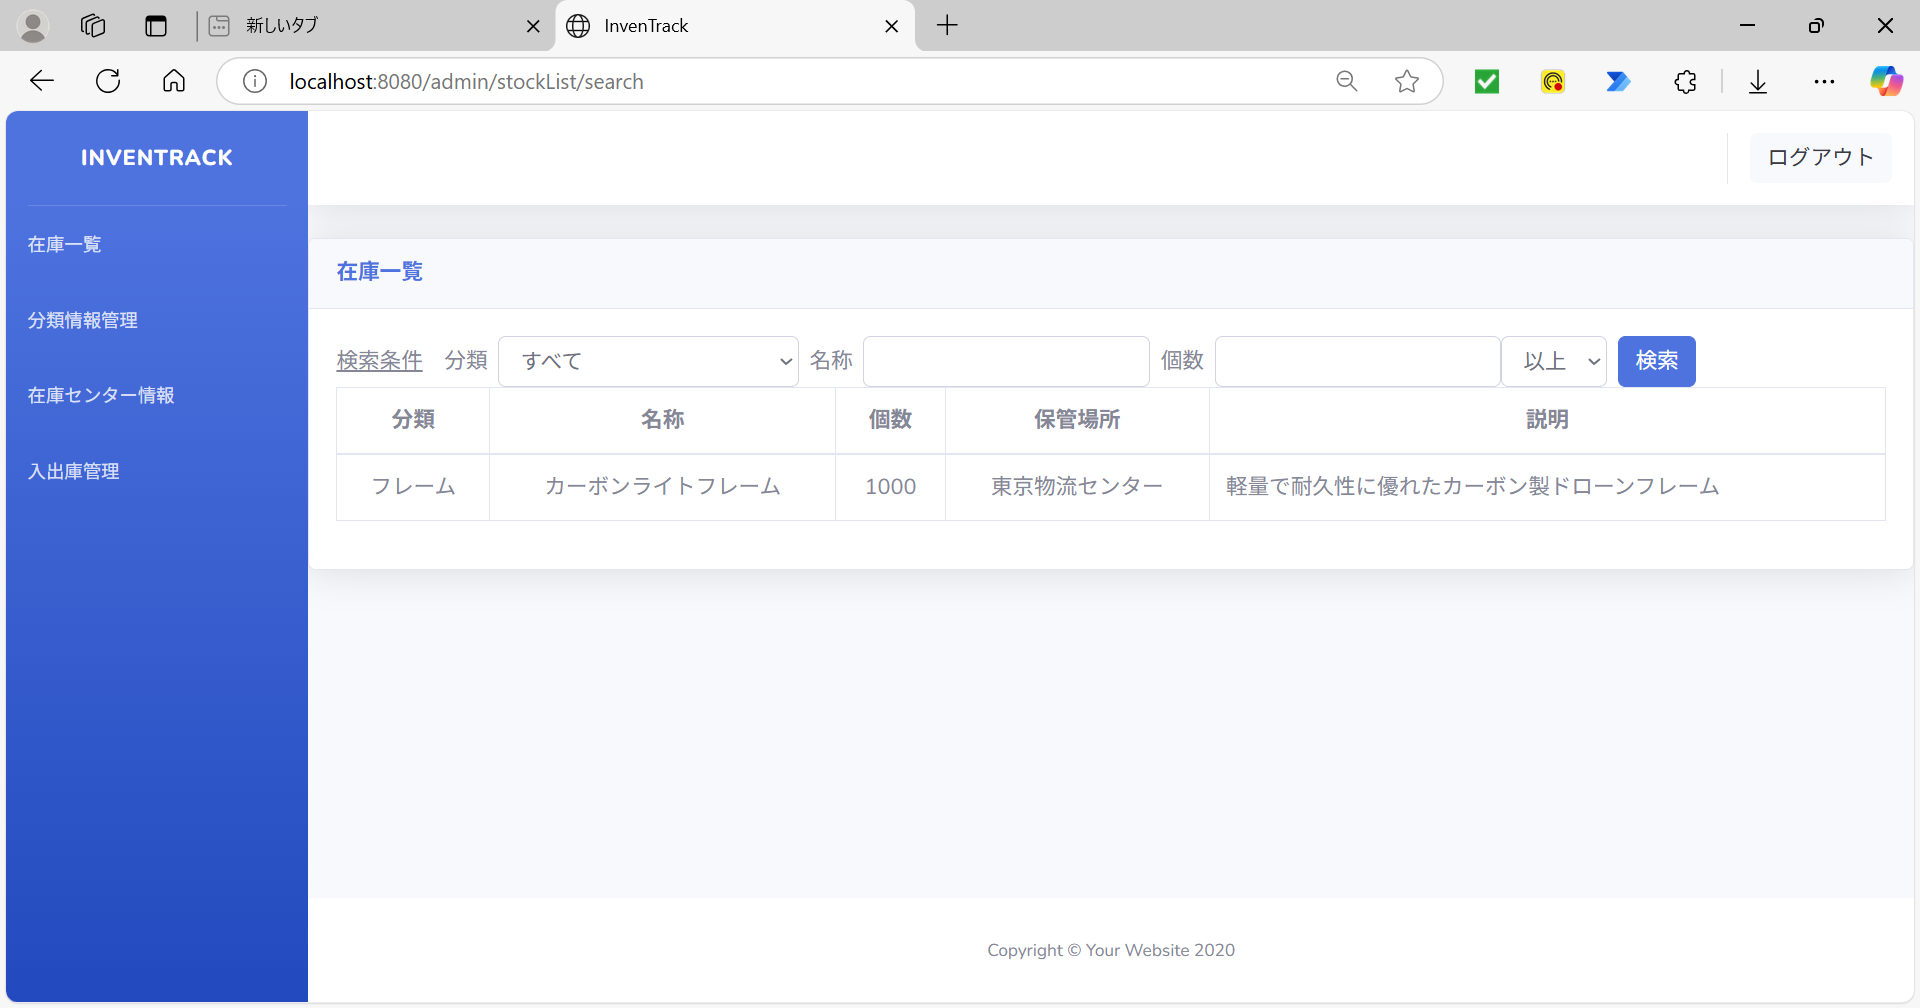 新しいタブ
InvenTrack
localhost:8080/admin/stockList/search
INVENTRACK
ログアウト
在庫一覧
分類情報管理
在庫センター情報
入出庫管理
在庫一覧
検索条件 分類 すべて 名称 個数 以上 検索
分類 名称 個数 保管場所 説明
フレーム カーボンライトフレーム 1000 東京物流センター 軽量で耐久性に優れたカーボン製ドローンフレーム
Copyright © Your Website 2020